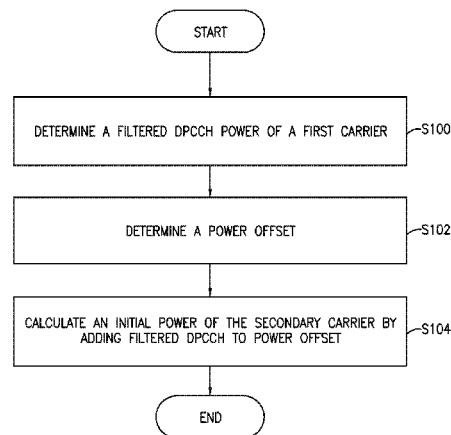 START
DETERMINE A FILTERED DPCCH POWER OF A FIRST CARRIER
S100
DETERMINE A POWER OFFSET
S102
CALCULATE AN INITIAL POWER OF THE SECONDARY CARRIER BY
ADDING FILTERED DPCCH TO POWER OFFSET
S104
END